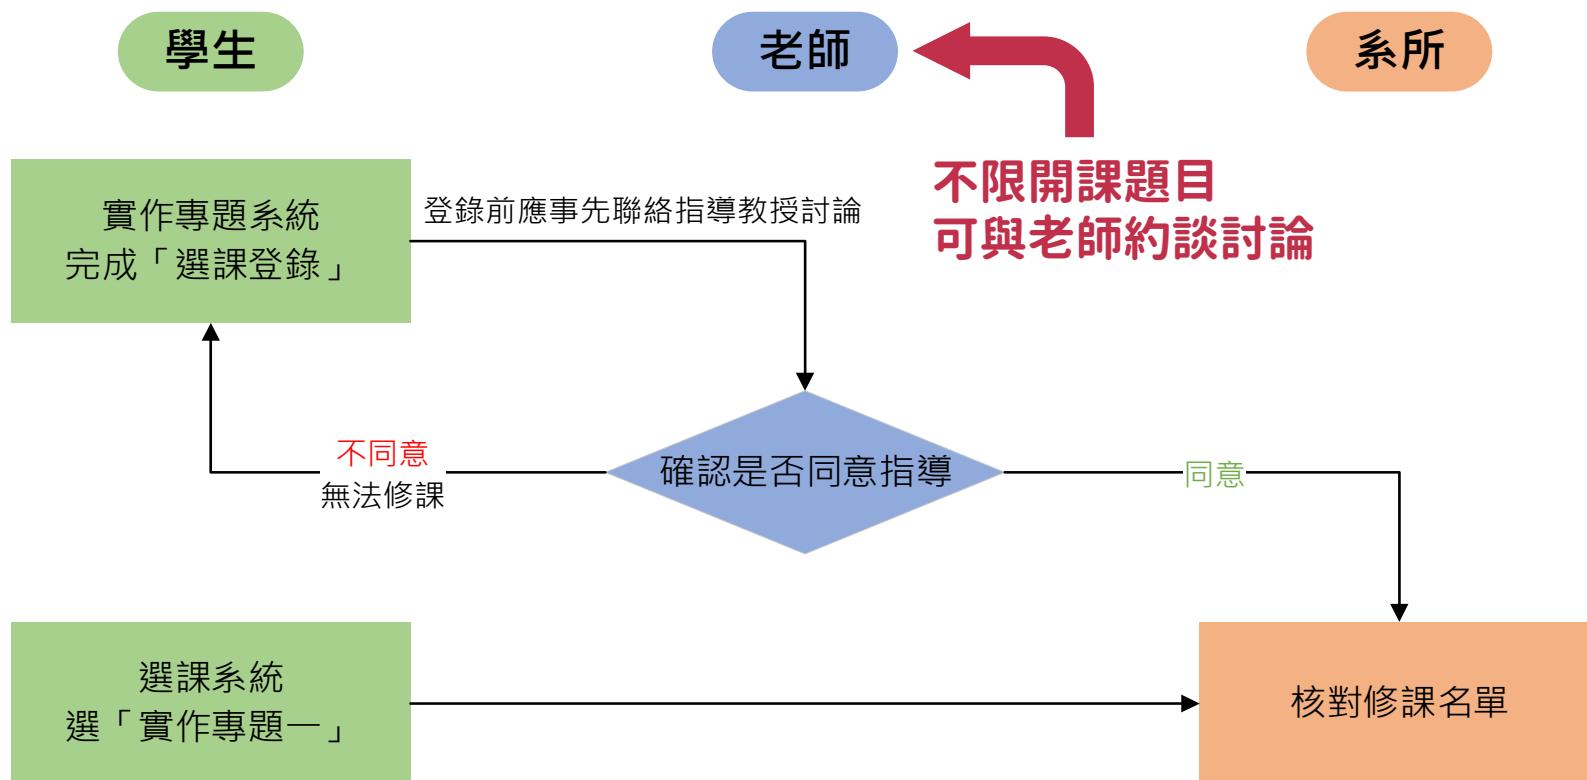 學生
老師
系所
不限開課題目
可與老師約談討論
實作專題系統
完成「選課登錄」
登錄前應事先聯絡指導教授討論
不同意
無法修課
確認是否同意指導
同意
選課系統
選「實作專題一」
核對修課名單